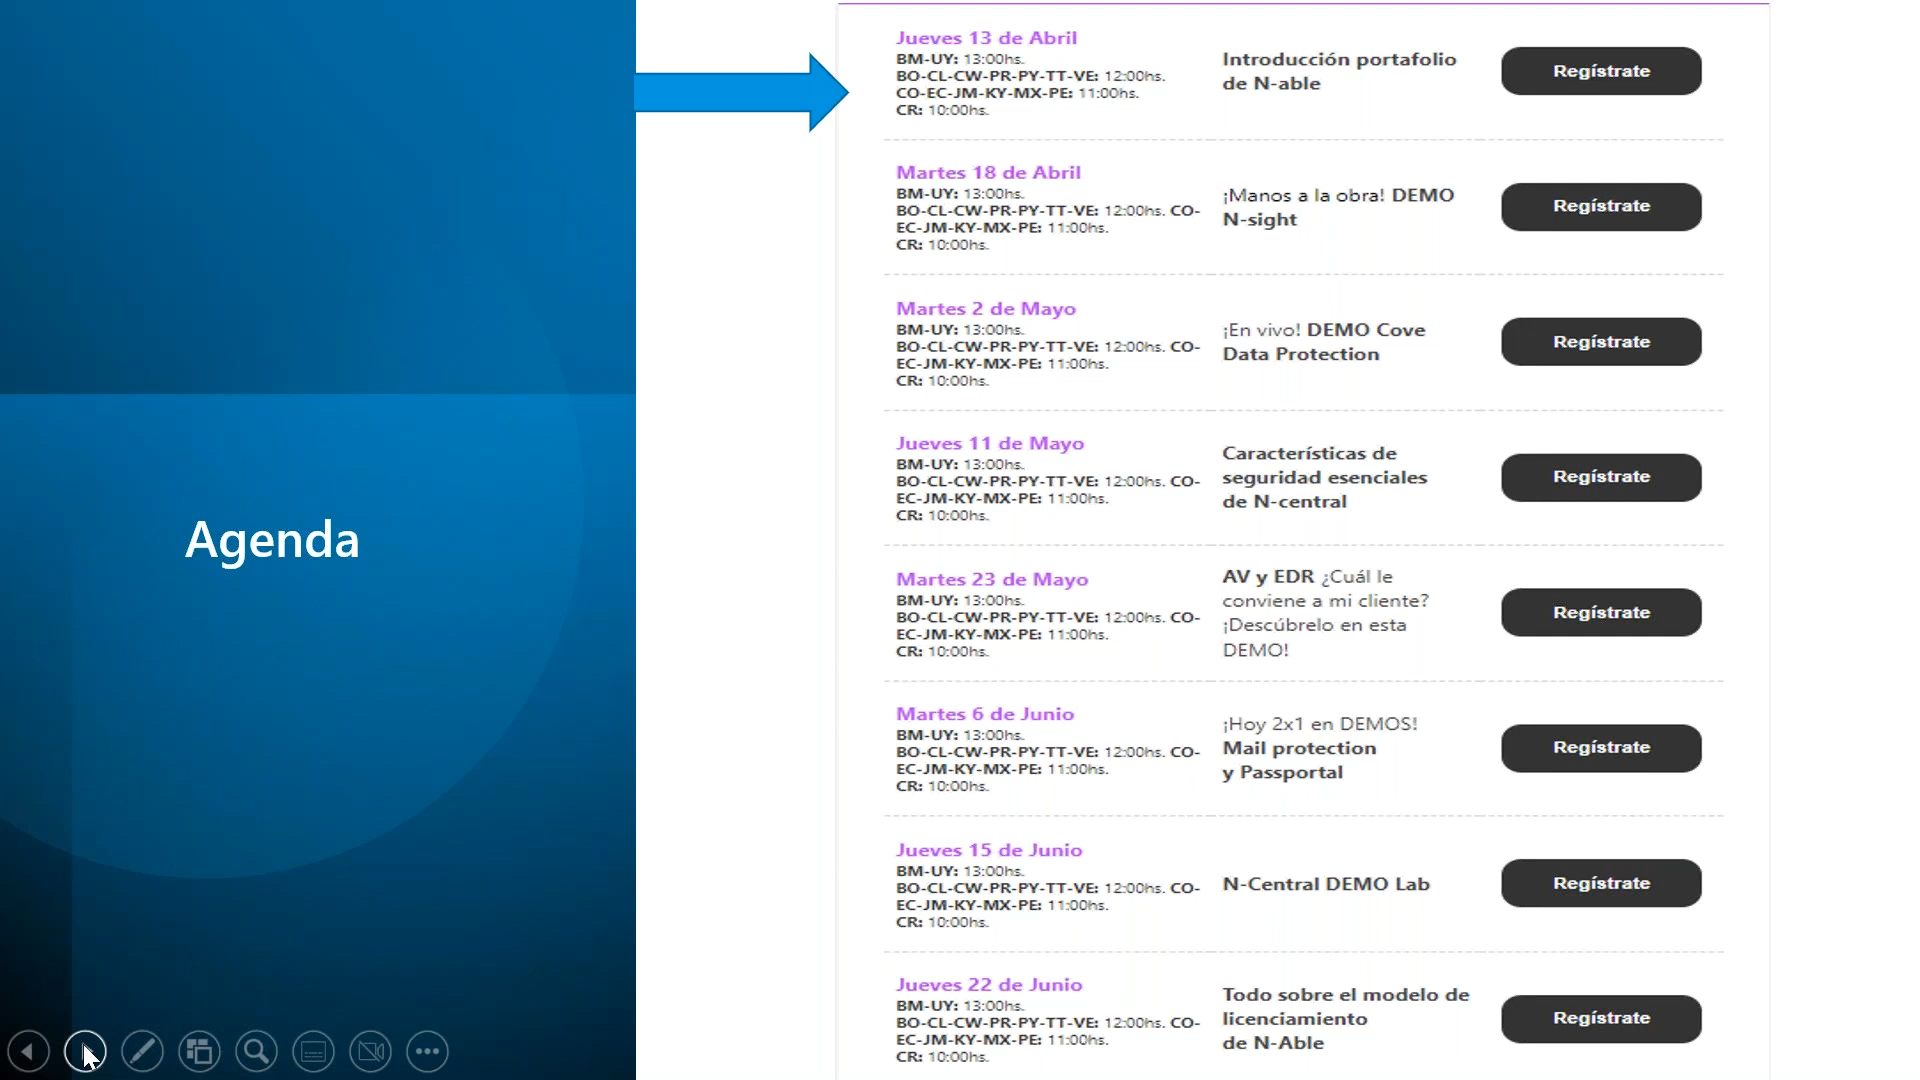 Agenda
Jueves 13 de Abril
BM-UY: 13:00hs.
BO-CL-CW-PR-PY-TT-VE: 12:00hs.
CO-EC-JM-KY-MX-PE: 11:00hs.
CR: 10:00hs.
Introducción portafolio
de N-able
Regístrate
Martes 18 de Abril
BM-UY: 13:00hs.
BO-CL-CW-PR-PY-TT-VE: 12:00hs. CO-
EC-JM-KY-MX-PE: 11:00hs.
CR: 10:00hs.
¡Manos a la obra! DEMO
N-sight
Regístrate
Martes 2 de Mayo
BM-UY: 13:00hs.
BO-CL-CW-PR-PY-TT-VE: 12:00hs. CO-
EC-JM-KY-MX-PE: 11:00hs.
CR: 10:00hs.
¡En vivo! DEMO Cove
Data Protection
Regístrate
Jueves 11 de Mayo
BM-UY: 13:00hs.
BO-CL-CW-PR-PY-TT-VE: 12:00hs. CO-
EC-JM-KY-MX-PE: 11:00hs.
CR: 10:00hs.
Características de
seguridad esenciales
de N-central
Regístrate
Martes 23 de Mayo
BM-UY: 13:00hs.
BO-CL-CW-PR-PY-TT-VE: 12:00hs. CO-
EC-JM-KY-MX-PE: 11:00hs.
CR: 10:00hs.
AV y EDR ¿Cuál le
conviene a mi cliente?
¡Descúbrelo en esta
DEMO!
Regístrate
Martes 6 de Junio
BM-UY: 13:00hs.
BO-CL-CW-PR-PY-TT-VE: 12:00hs. CO-
EC-JM-KY-MX-PE: 11:00hs.
CR: 10:00hs.
¡Hoy 2x1 en DEMOS!
Mail protection
y Passportal
Regístrate
Jueves 15 de Junio
BM-UY: 13:00hs.
BO-CL-CW-PR-PY-TT-VE: 12:00hs. CO-
EC-JM-KY-MX-PE: 11:00hs.
CR: 10:00hs.
N-Central DEMO Lab
Regístrate
Jueves 22 de Junio
BM-UY: 13:00hs.
BO-CL-CW-PR-PY-TT-VE: 12:00hs. CO-
EC-JM-KY-MX-PE: 11:00hs.
CR: 10:00hs.
Todo sobre el modelo de
licenciamiento
de N-Able
Regístrate